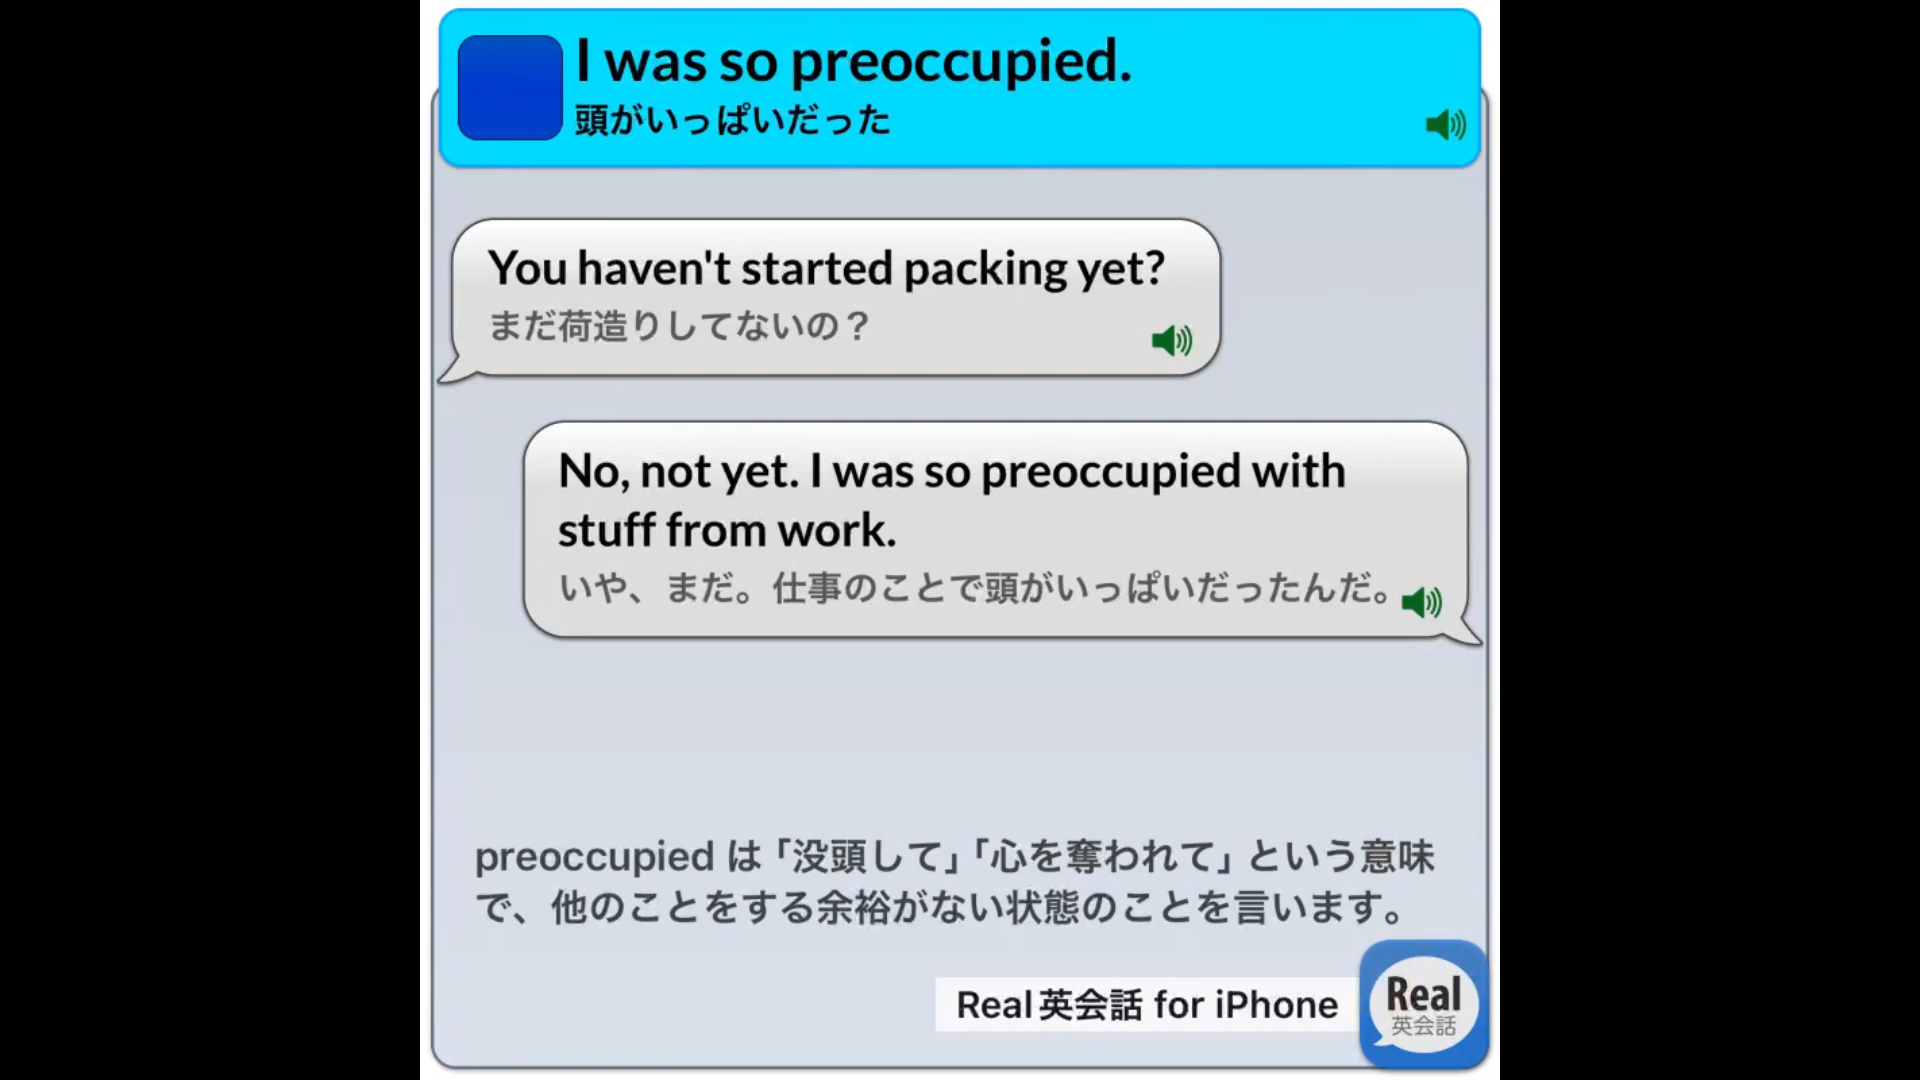 I was so preoccupied.
頭がいっぱいだった
You haven't started packing yet?
まだ荷造りしてないの？
No, not yet. I was so preoccupied with
stuff from work.
いや、まだ。仕事のことで頭がいっぱいだったんだ。
preoccupied は「没頭して」「心を奪われて」という意味
で、他のことをする余裕がない状態のことを言います。
Real英会話 for iPhone
Real
英会話